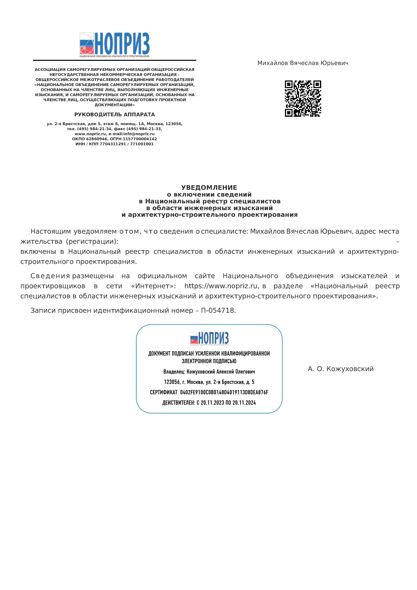 НОПРИЗ
Михайлов Вячеслав Юрьевич
АССОЦИАЦИЯ САМОРЕГУЛИРУЕМЫХ ОРГАНИЗАЦИЙ ОБЩЕРОССИЙСКАЯ
НЕГОСУДАРСТВЕННАЯ НЕКОММЕРЧЕСКАЯ ОРГАНИЗАЦИЯ -
ОБЩЕРОССИЙСКОЕ МЕЖОТРАСЛЕВОЕ ОБЪЕДИНЕНИЕ РАБОТОДАТЕЛЕЙ
«НАЦИОНАЛЬНОЕ ОБЪЕДИНЕНИЕ САМОРЕГУЛИРУЕМЫХ ОРГАНИЗАЦИЙ,
ОСНОВАННЫХ НА ЧЛЕНСТВЕ ЛИЦ, ВЫПОЛНЯЮЩИХ ИНЖЕНЕРНЫЕ
ИЗЫСКАНИЯ, И САМОРЕГУЛИРУЕМЫХ ОРГАНИЗАЦИЙ, ОСНОВАННЫХ НА
ЧЛЕНСТВЕ ЛИЦ, ОСУЩЕСТВЛЯЮЩИХ ПОДГОТОВКУ ПРОЕКТНОЙ
ДОКУМЕНТАЦИИ»
РУКОВОДИТЕЛЬ АППАРАТА
ул. 2-я Брестская, дом 5, этаж 6, помещ. 1А, Москва, 123056,
тел. (495) 984-21-34, факс (495) 984-21-33,
www.nopriz.ru, e-mail:info@nopriz.ru
ОКПО 42860946, ОГРН 1157700004142
ИНН / КПП 7704311291 / 771001001
УВЕДОМЛЕНИЕ
о включении сведений
в Национальный реестр специалистов
в области инженерных изысканий
и архитектурно-строительного проектирования
Настоящим уведомляем о том, что сведения о специалисте: Михайлов Вячеслав Юрьевич, адрес места
жительства (регистрации): –
включены в Национальный реестр специалистов в области инженерных изысканий и архитектурно-
строительного проектирования.
Сведения размещены на официальном сайте Национального объединения изыскателей и
проектировщиков в сети «Интернет»: https://www.nopriz.ru, в разделе «Национальный реестр
специалистов в области инженерных изысканий и архитектурно-строительного проектирования».
Записи присвоен идентификационный номер – П-054718.
НОПРИЗ
ДОКУМЕНТ ПОДПИСАН УСИЛЕННОЙ КВАЛИФИЦИРОВАННОЙ
ЭЛЕКТРОННОЙ ПОДПИСЬЮ
Владелец: Кожуховский Алексей Олегович
123056, г. Москва, ул. 2-я Брестская, д. 5
СЕРТИФИКАТ 0402FE9100C0B0148D4019113D8DEA876F
ДЕЙСТВИТЕЛЕН: С 20.11.2023 ПО 20.11.2024
А. О. Кожуховский